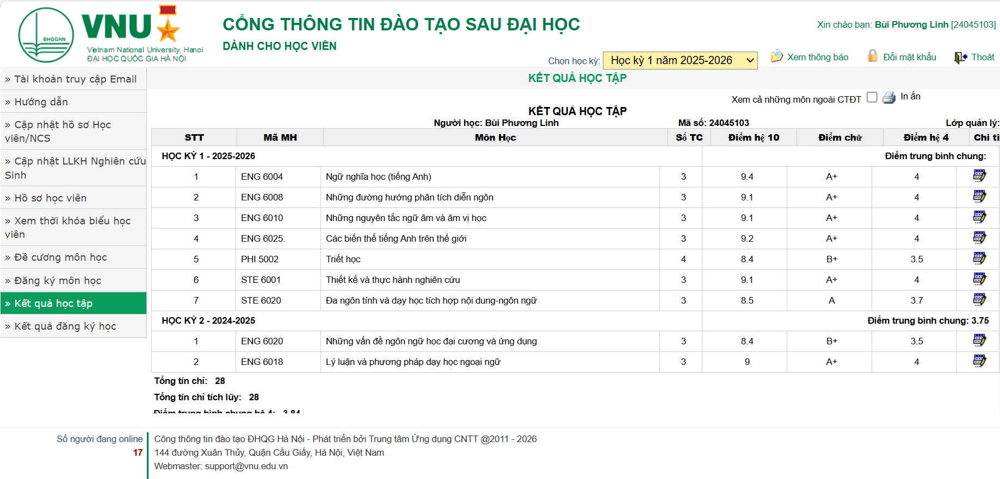 ĐHQGHN
VNU
Vietnam National University, Hanoi
ĐẠI HỌC QUỐC GIA HÀ NỘI
CỔNG THÔNG TIN ĐÀO TẠO SAU ĐẠI HỌC
DÀNH CHO HỌC VIÊN
Xin chào bạn: Bùi Phương Linh [24045103]
Chọn học kỳ: Học kỳ 1 năm 2025-2026 Xem thông báo Đổi mật khẩu Thoát
» Tài khoản truy cập Email
» Hướng dẫn
» Cập nhật hồ sơ Học
viên/NCS
» Cập nhật LLKH Nghiên cứu
Sinh
» Hồ sơ học viên
» Xem thời khóa biểu học
viên
» Đề cương môn học
» Đăng ký môn học
» Kết quả học tập
» Kết quả đăng ký học
KẾT QUẢ HỌC TẬP
Xem cả những môn ngoài CTĐT In ấn
KẾT QUẢ HỌC TẬP
Người học: Bùi Phương Linh Mã số: 24045103 Lớp quản lý:
STT Mã MH Môn Học Số TC Điểm hệ 10 Điểm chữ Điểm hệ 4 Chi ti
HỌC KỲ 1 - 2025-2026 Điểm trung bình chung:
1 ENG 6004 Ngữ nghĩa học (tiếng Anh) 3 9.4 A+ 4
2 ENG 6008 Những đường hướng phân tích diễn ngôn 3 9.1 A+ 4
3 ENG 6010 Những nguyên tắc ngữ âm và âm vị học 3 9.1 A+ 4
4 ENG 6025. Các biến thể tiếng Anh trên thế giới 3 9.2 A+ 4
5 PHI 5002 Triết học 4 8.4 B+ 3.5
6 STE 6001 Thiết kế và thực hành nghiên cứu 3 9.1 A+ 4
7 STE 6020 Đa ngôn tính và dạy học tích hợp nội dung-ngôn ngữ 3 8.5 A 3.7
HỌC KỲ 2 - 2024-2025 Điểm trung bình chung: 3.75
1 ENG 6020 Những vấn đề ngôn ngữ học đại cương và ứng dụng 3 8.4 B+ 3.5
2 ENG 6018 Lý luận và phương pháp dạy học ngoại ngữ 3 9 A+ 4
Tổng tín chỉ: 28
Tổng tín chỉ tích lũy: 28
Điểm trung bình chung hệ 4: 3.84
Số người đang online
17
Cổng thông tin đào tạo ĐHQG Hà Nội - Phát triển bởi Trung tâm Ứng dụng CNTT @2011 - 2026
144 đường Xuân Thủy, Quận Cầu Giấy, Hà Nội, Việt Nam
Webmaster: support@vnu.edu.vn